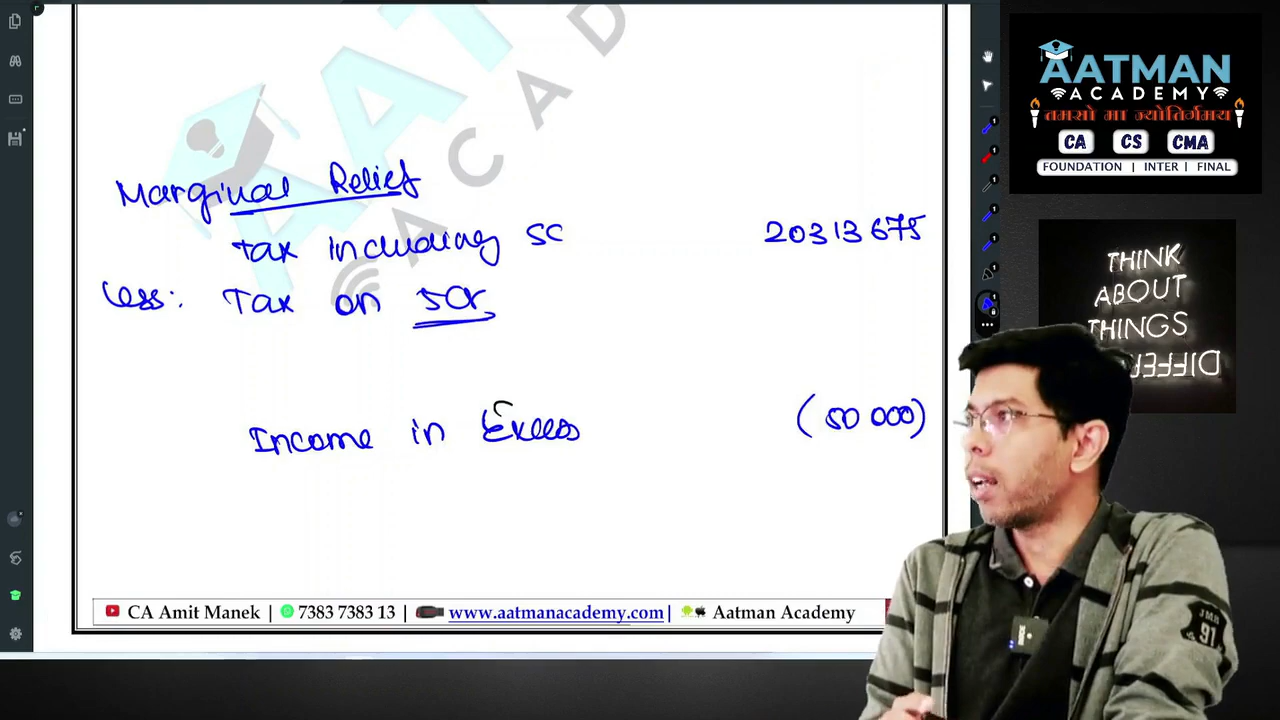 Marginal Relief
Tax including SC 20313675
Less: Tax on 5Cr
Income in Excess (50 000)
CA Amit Manek | 7383 7383 13 | www.aatmanacademy.com | Aatman Academy
AATMAN
ACADEMY
तमसो मा ज्योतिर्गमय
CA CS CMA
FOUNDATION | INTER | FINAL
THINK
ABOUT
THINGS
JMB
91